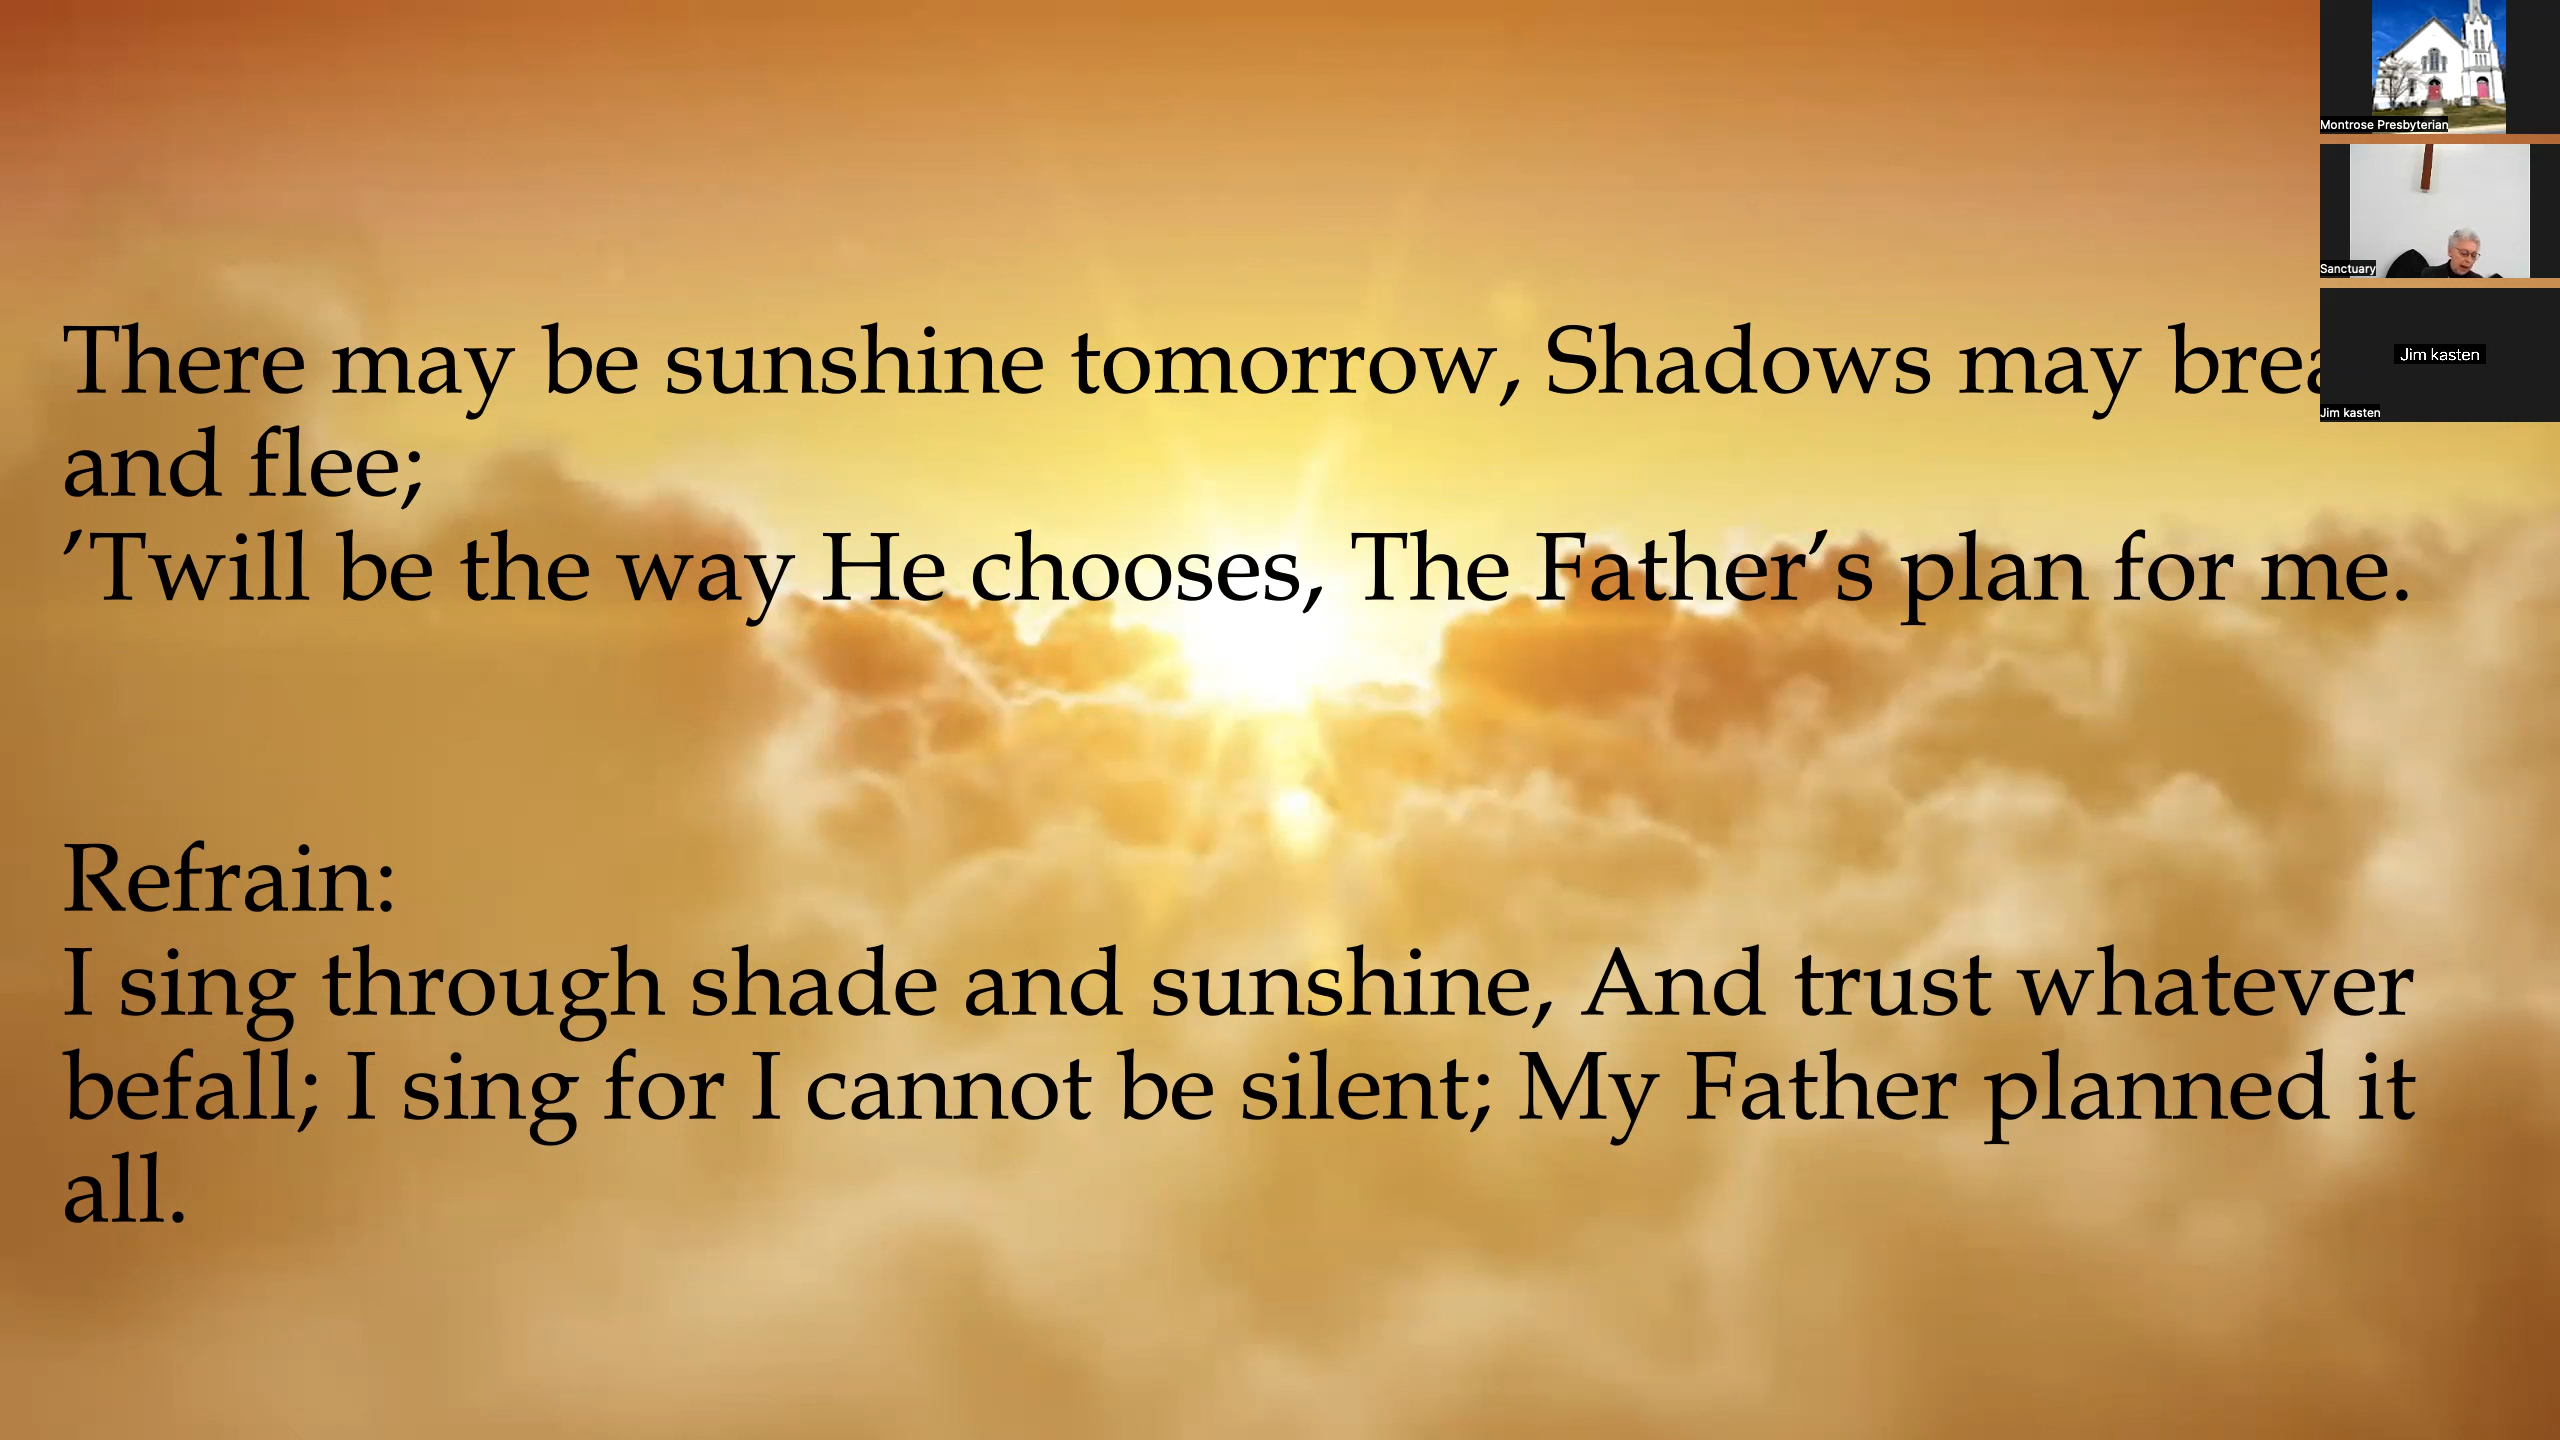 There may be sunshine tomorrow, Shadows may
and flee;
’Twill be the way He chooses, The Father’s plan for me.
Refrain:
I sing through shade and sunshine, And trust whatever
befall; I sing for I cannot be silent; My Father planned it
all.
Montrose Presbyterian
Sanctuary
Jim kasten
Jim kasten